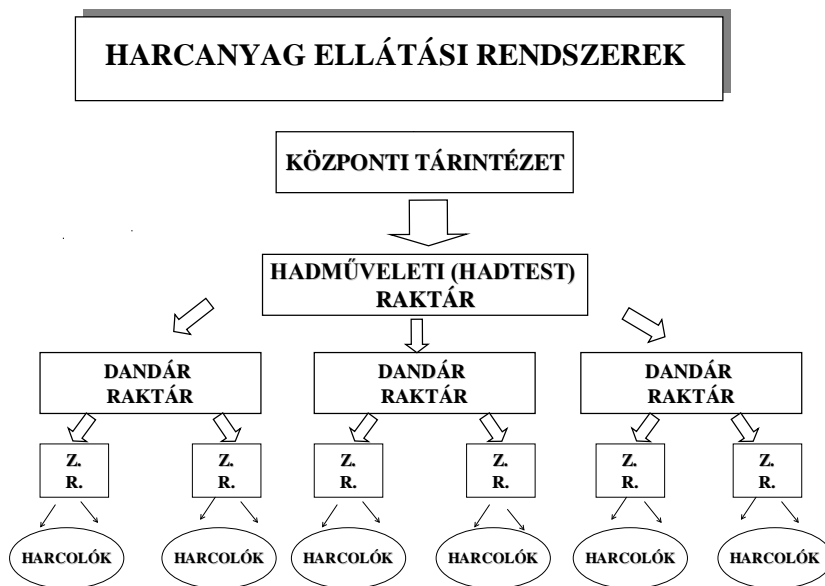 HARCANYAG ELLÁTÁSI RENDSZEREK
KÖZPONTI TÁRINTÉZET
HADMŰVELETI (HADTEST)
RAKTÁR
DANDÁR
RAKTÁR
DANDÁR
RAKTÁR
DANDÁR
RAKTÁR
Z.
R.
Z.
R.
Z.
R.
Z.
R.
Z.
R.
Z.
R.
HARCOLÓK
HARCOLÓK
HARCOLÓK
HARCOLÓK
HARCOLÓK
HARCOLÓK